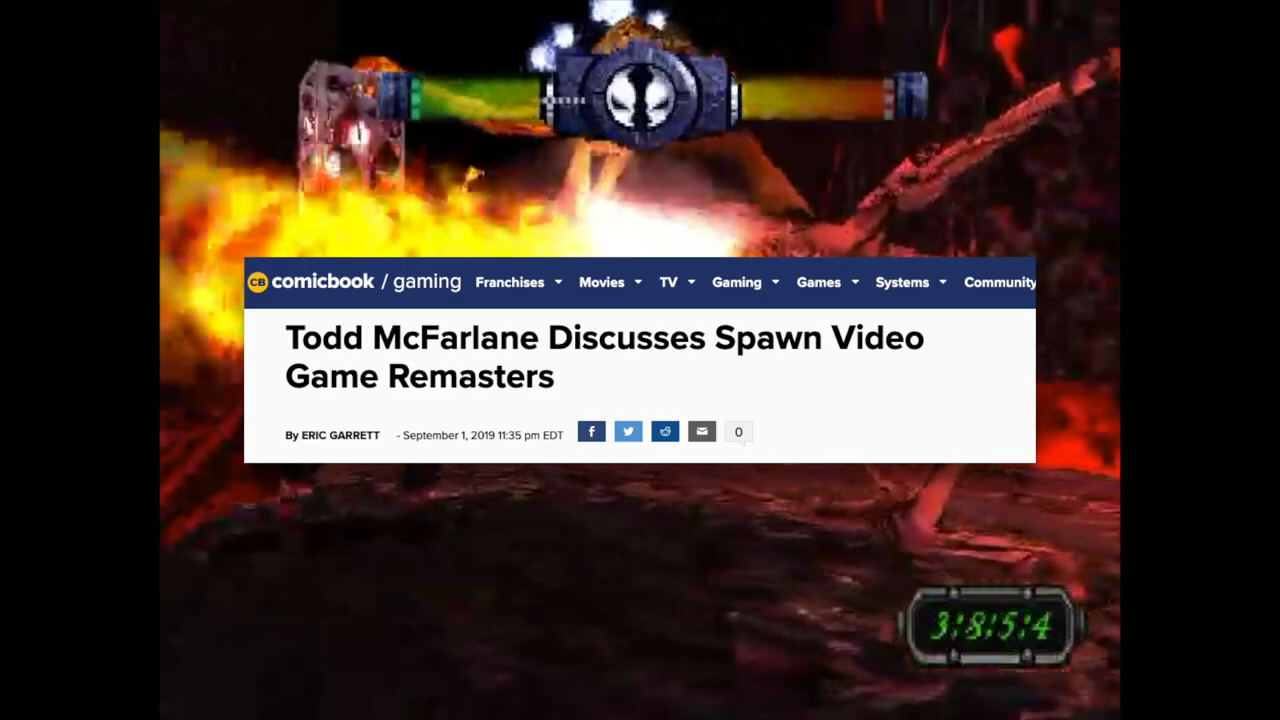 CB comicbook / gaming Franchises Movies TV Gaming Games Systems Community
Todd McFarlane Discusses Spawn Video
Game Remasters
By ERIC GARRETT - September 1, 2019 11:35 pm EDT f 0
3:8:5:4